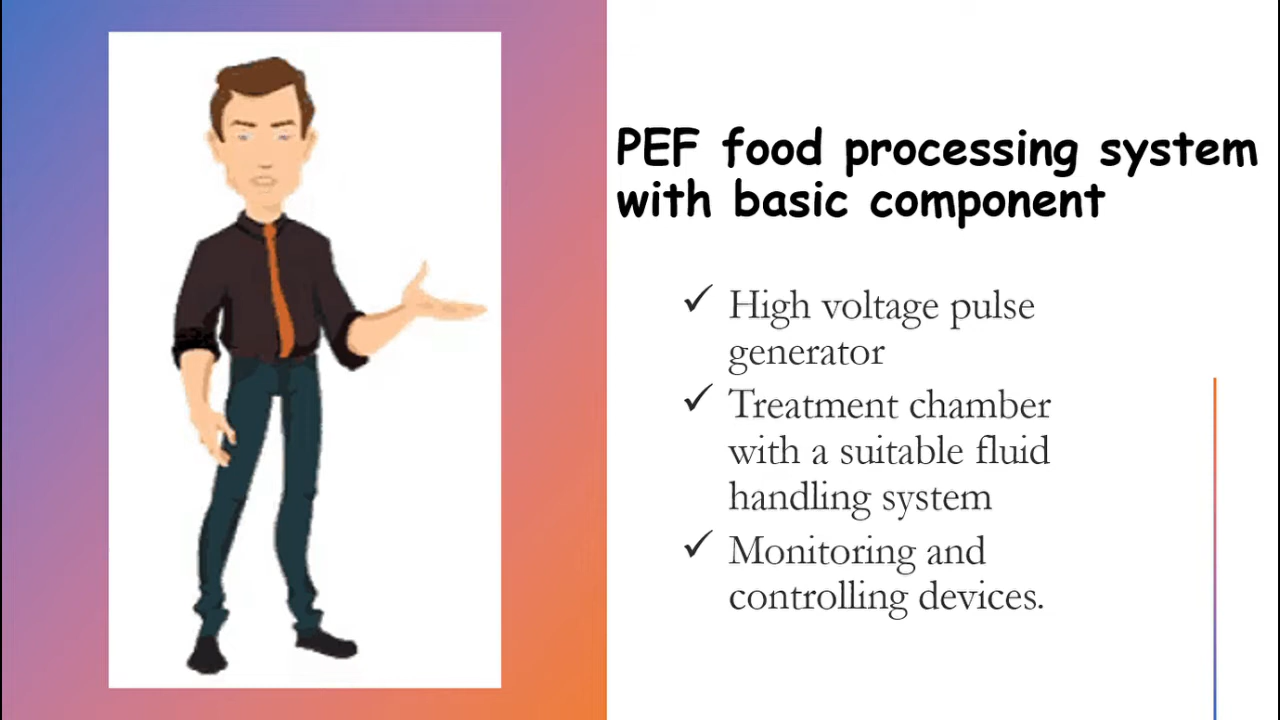 PEF food processing system
with basic component
✓ High voltage pulse
generator
✓ Treatment chamber
with a suitable fluid
handling system
✓ Monitoring and
controlling devices.